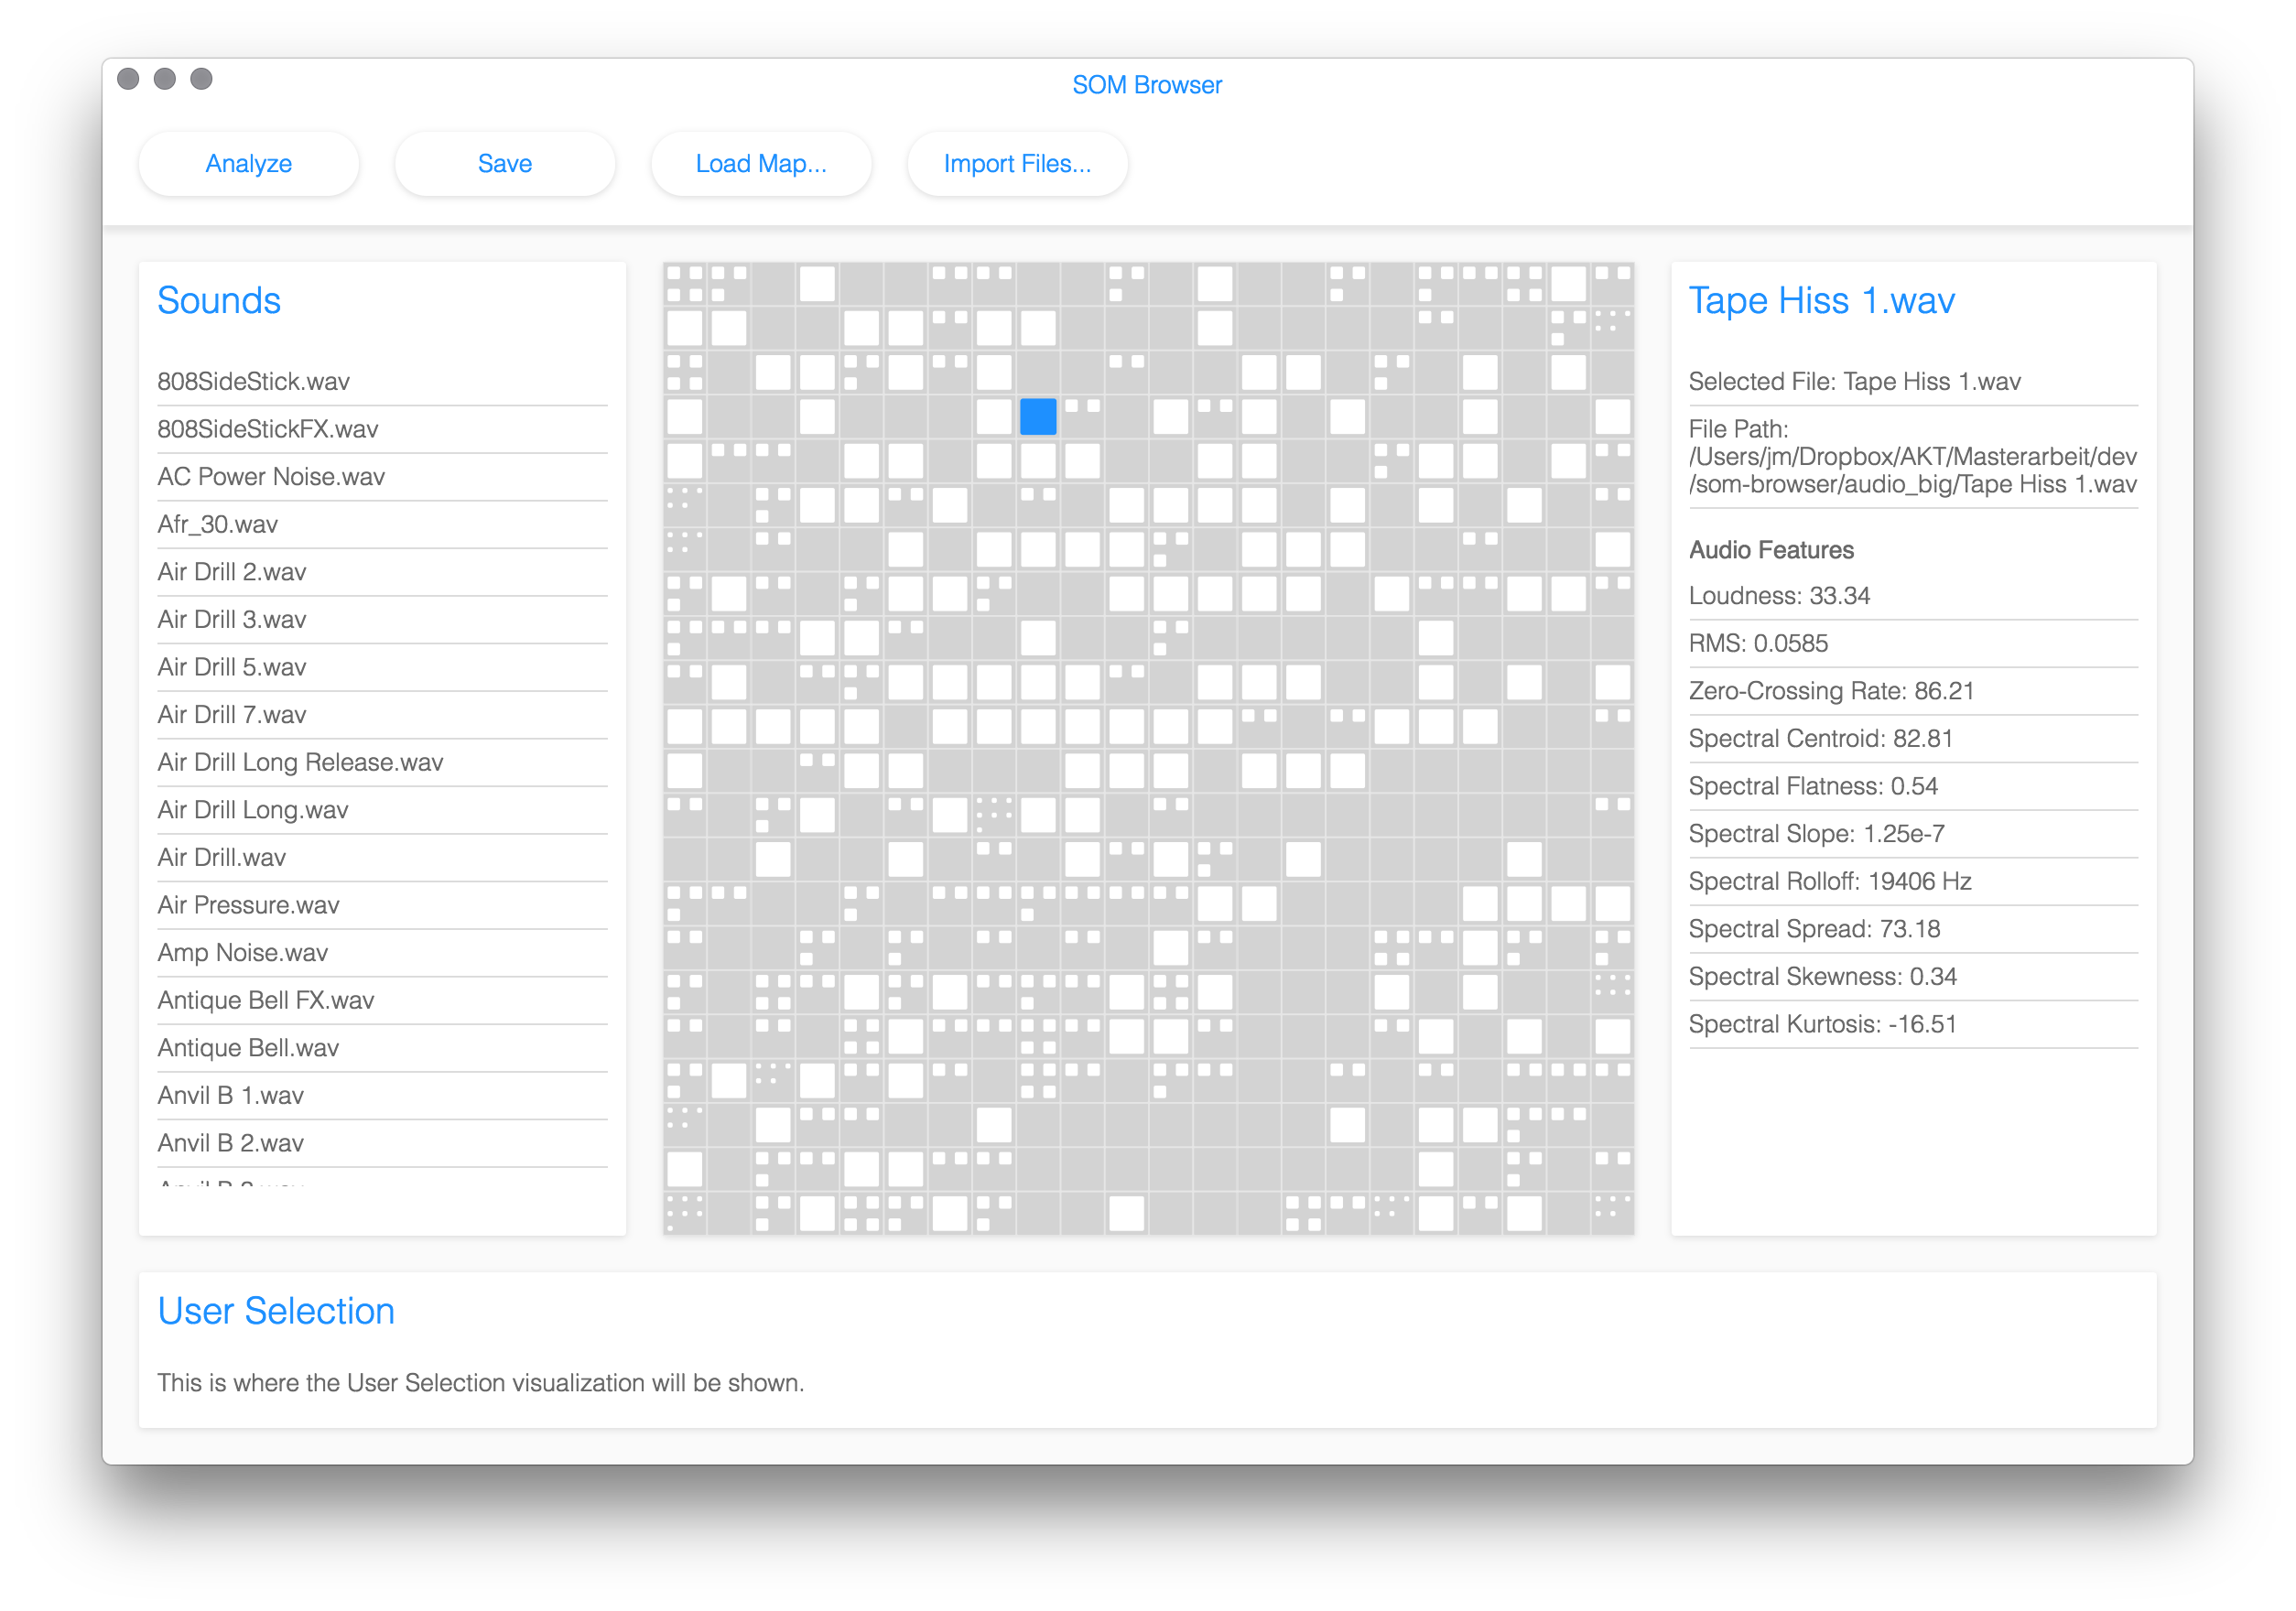 SOM Browser
Analyze
Save
Load Map...
Import Files...
Sounds
808SideStick.wav
808SideStickFX.wav
AC Power Noise.wav
Afr_30.wav
Air Drill 2.wav
Air Drill 3.wav
Air Drill 5.wav
Air Drill 7.wav
Air Drill Long Release.wav
Air Drill Long.wav
Air Drill.wav
Air Pressure.wav
Amp Noise.wav
Antique Bell FX.wav
Antique Bell.wav
Anvil B 1.wav
Anvil B 2.wav
Tape Hiss 1.wav
Selected File: Tape Hiss 1.wav
File Path:
/Users/jm/Dropbox/AKT/Masterarbeit/dev
/som-browser/audio_big/Tape Hiss 1.wav
Audio Features
Loudness: 33.34
RMS: 0.0585
Zero-Crossing Rate: 86.21
Spectral Centroid: 82.81
Spectral Flatness: 0.54
Spectral Slope: 1.25e-7
Spectral Rolloff: 19406 Hz
Spectral Spread: 73.18
Spectral Skewness: 0.34
Spectral Kurtosis: -16.51
User Selection
This is where the User Selection visualization will be shown.